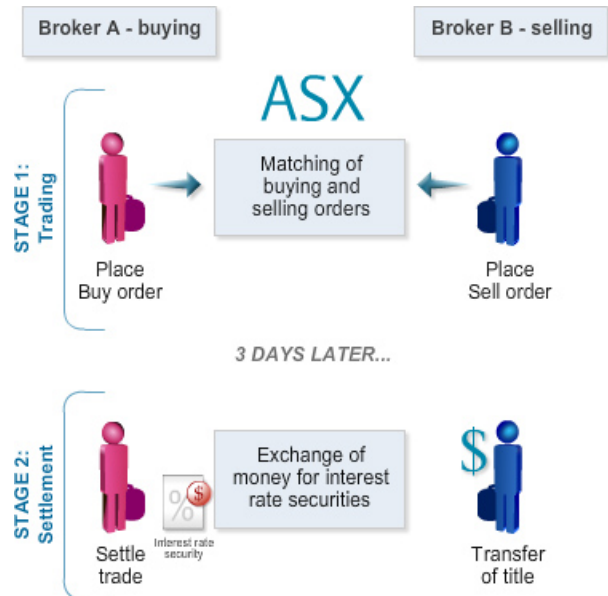 Broker A - buying
Broker B - selling
ASX
STAGE 1:
Trading
Matching of
buying and
selling orders
Place
Buy order
Place
Sell order
3 DAYS LATER...
STAGE 2:
Settlement
Exchange of
money for interest
rate securities
$
%
$
Interest rate
security
Settle
trade
Transfer
of title